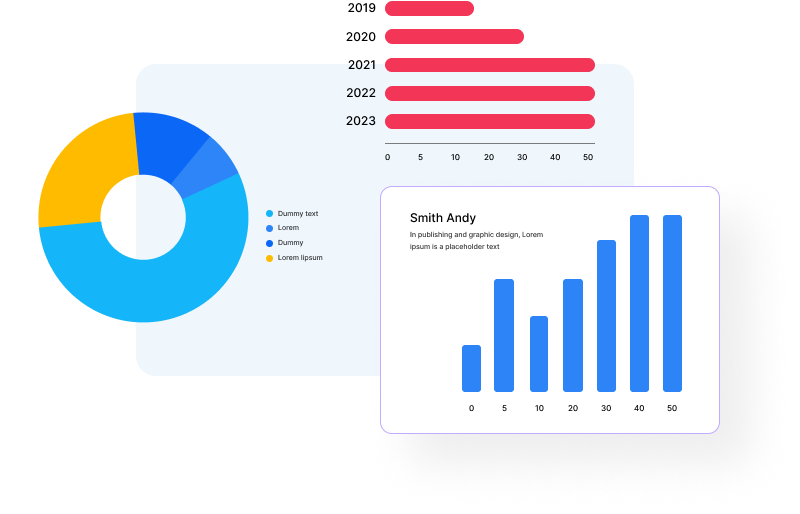 2019
2020
2021
2022
2023
0 5 10 20 30 40 50
Dummy text
Lorem
Dummy
Lorem Iipsum
Smith Andy
In publishing and graphic design, Lorem
ipsum is a placeholder text
0 5 10 20 30 40 50